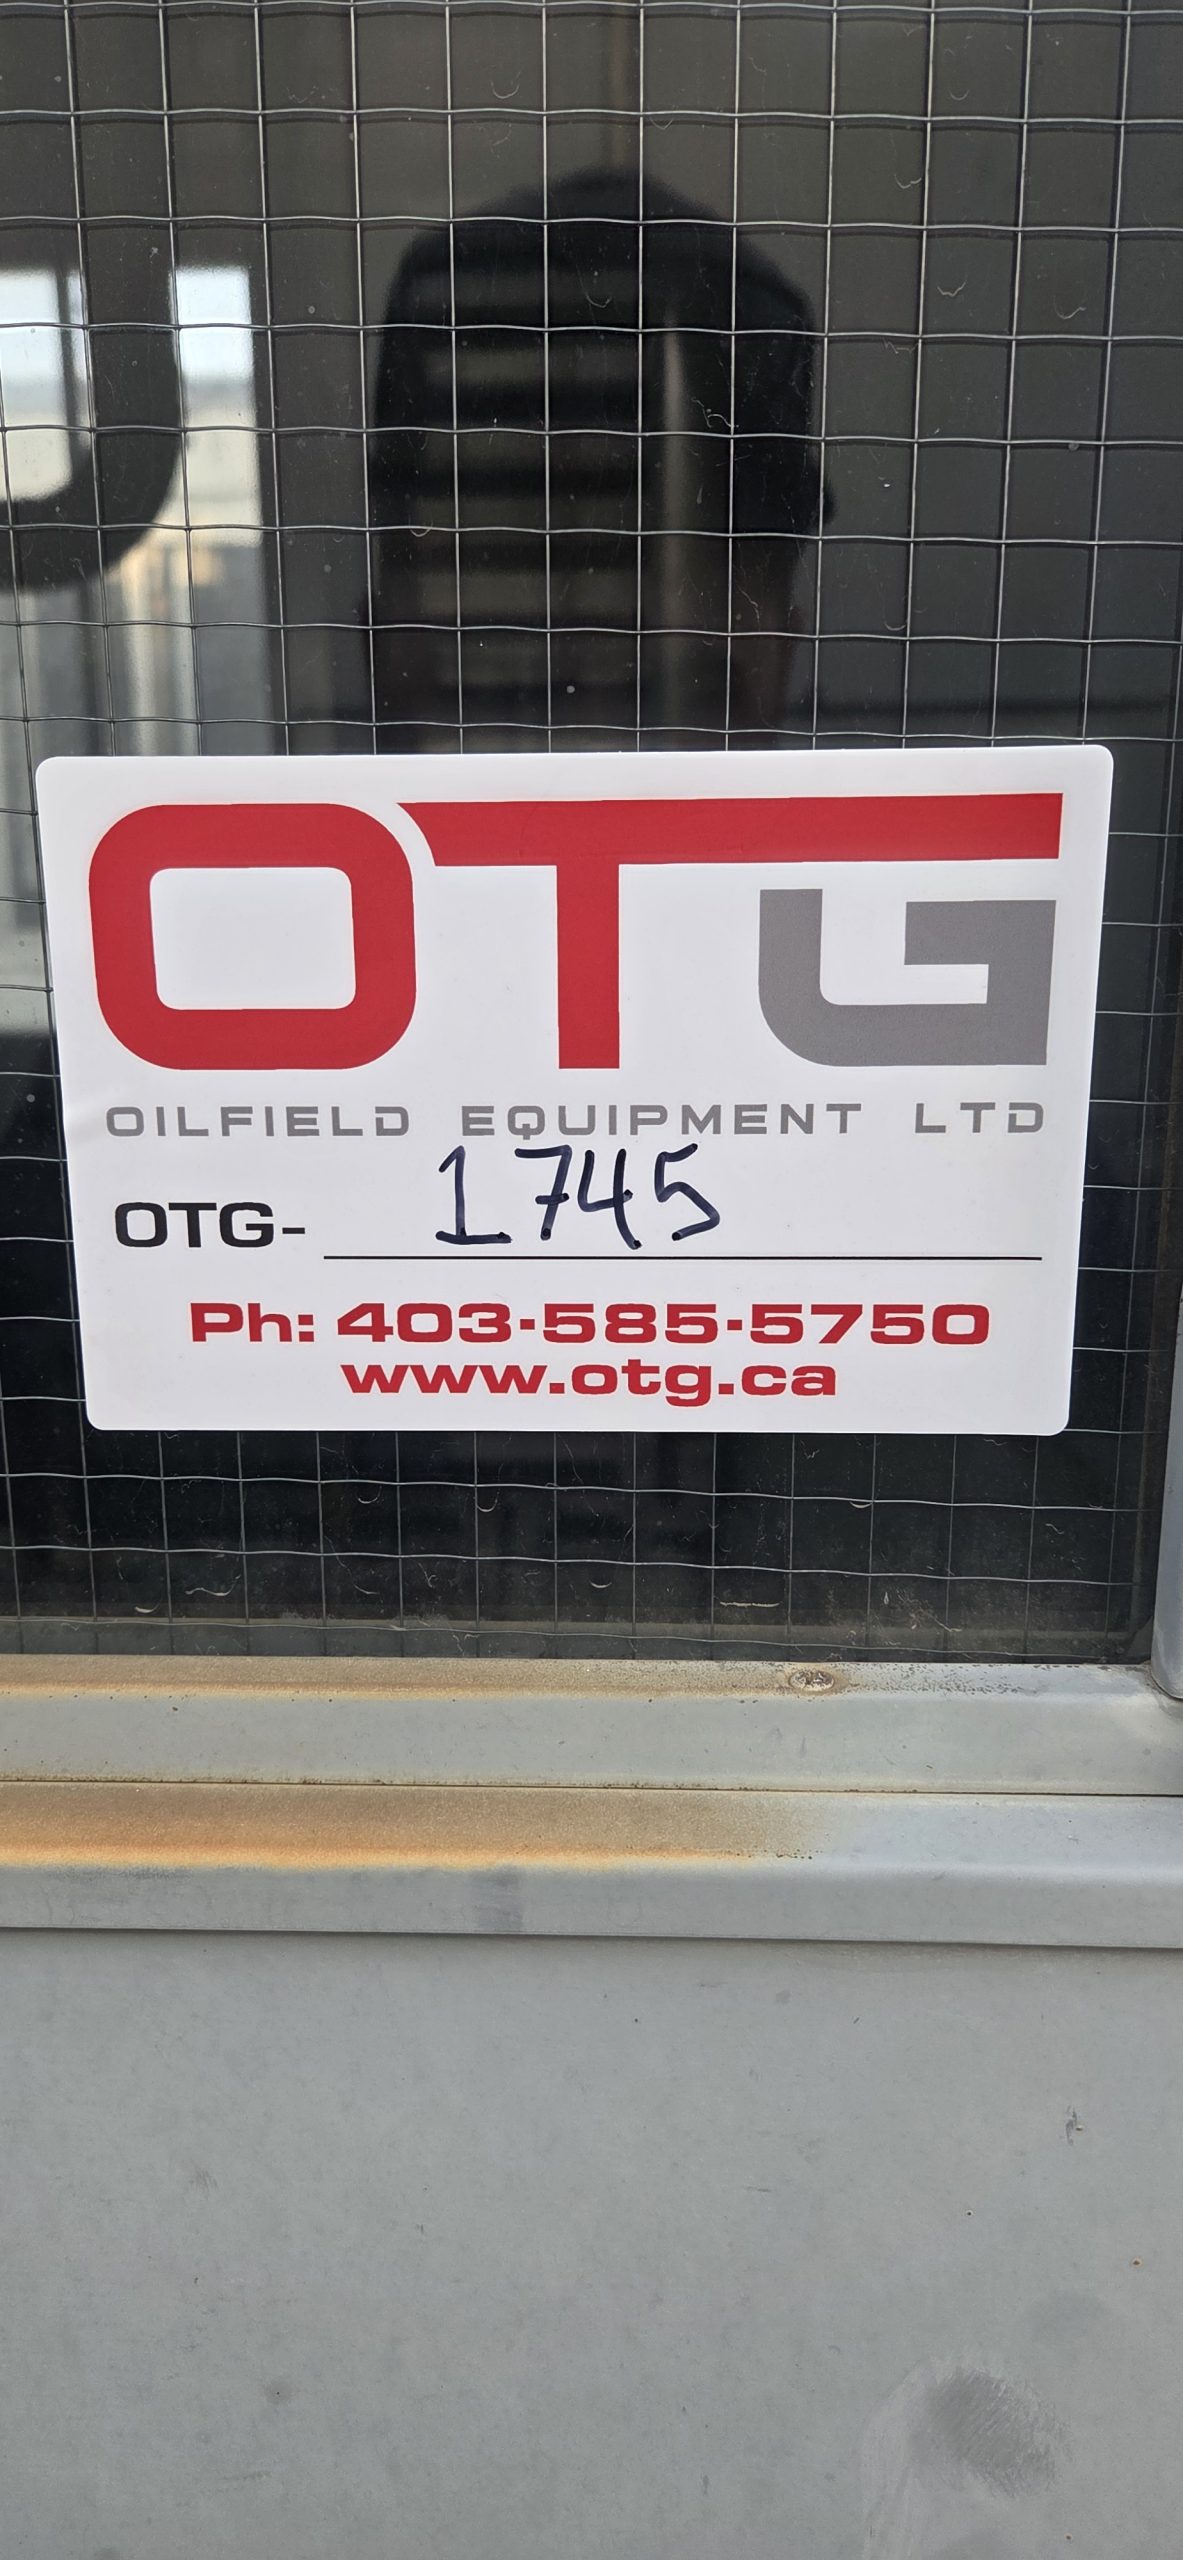 OTG
OILFIELD EQUIPMENT LTD
OTG- 1745
Ph: 403-585-5750
www.otg.ca